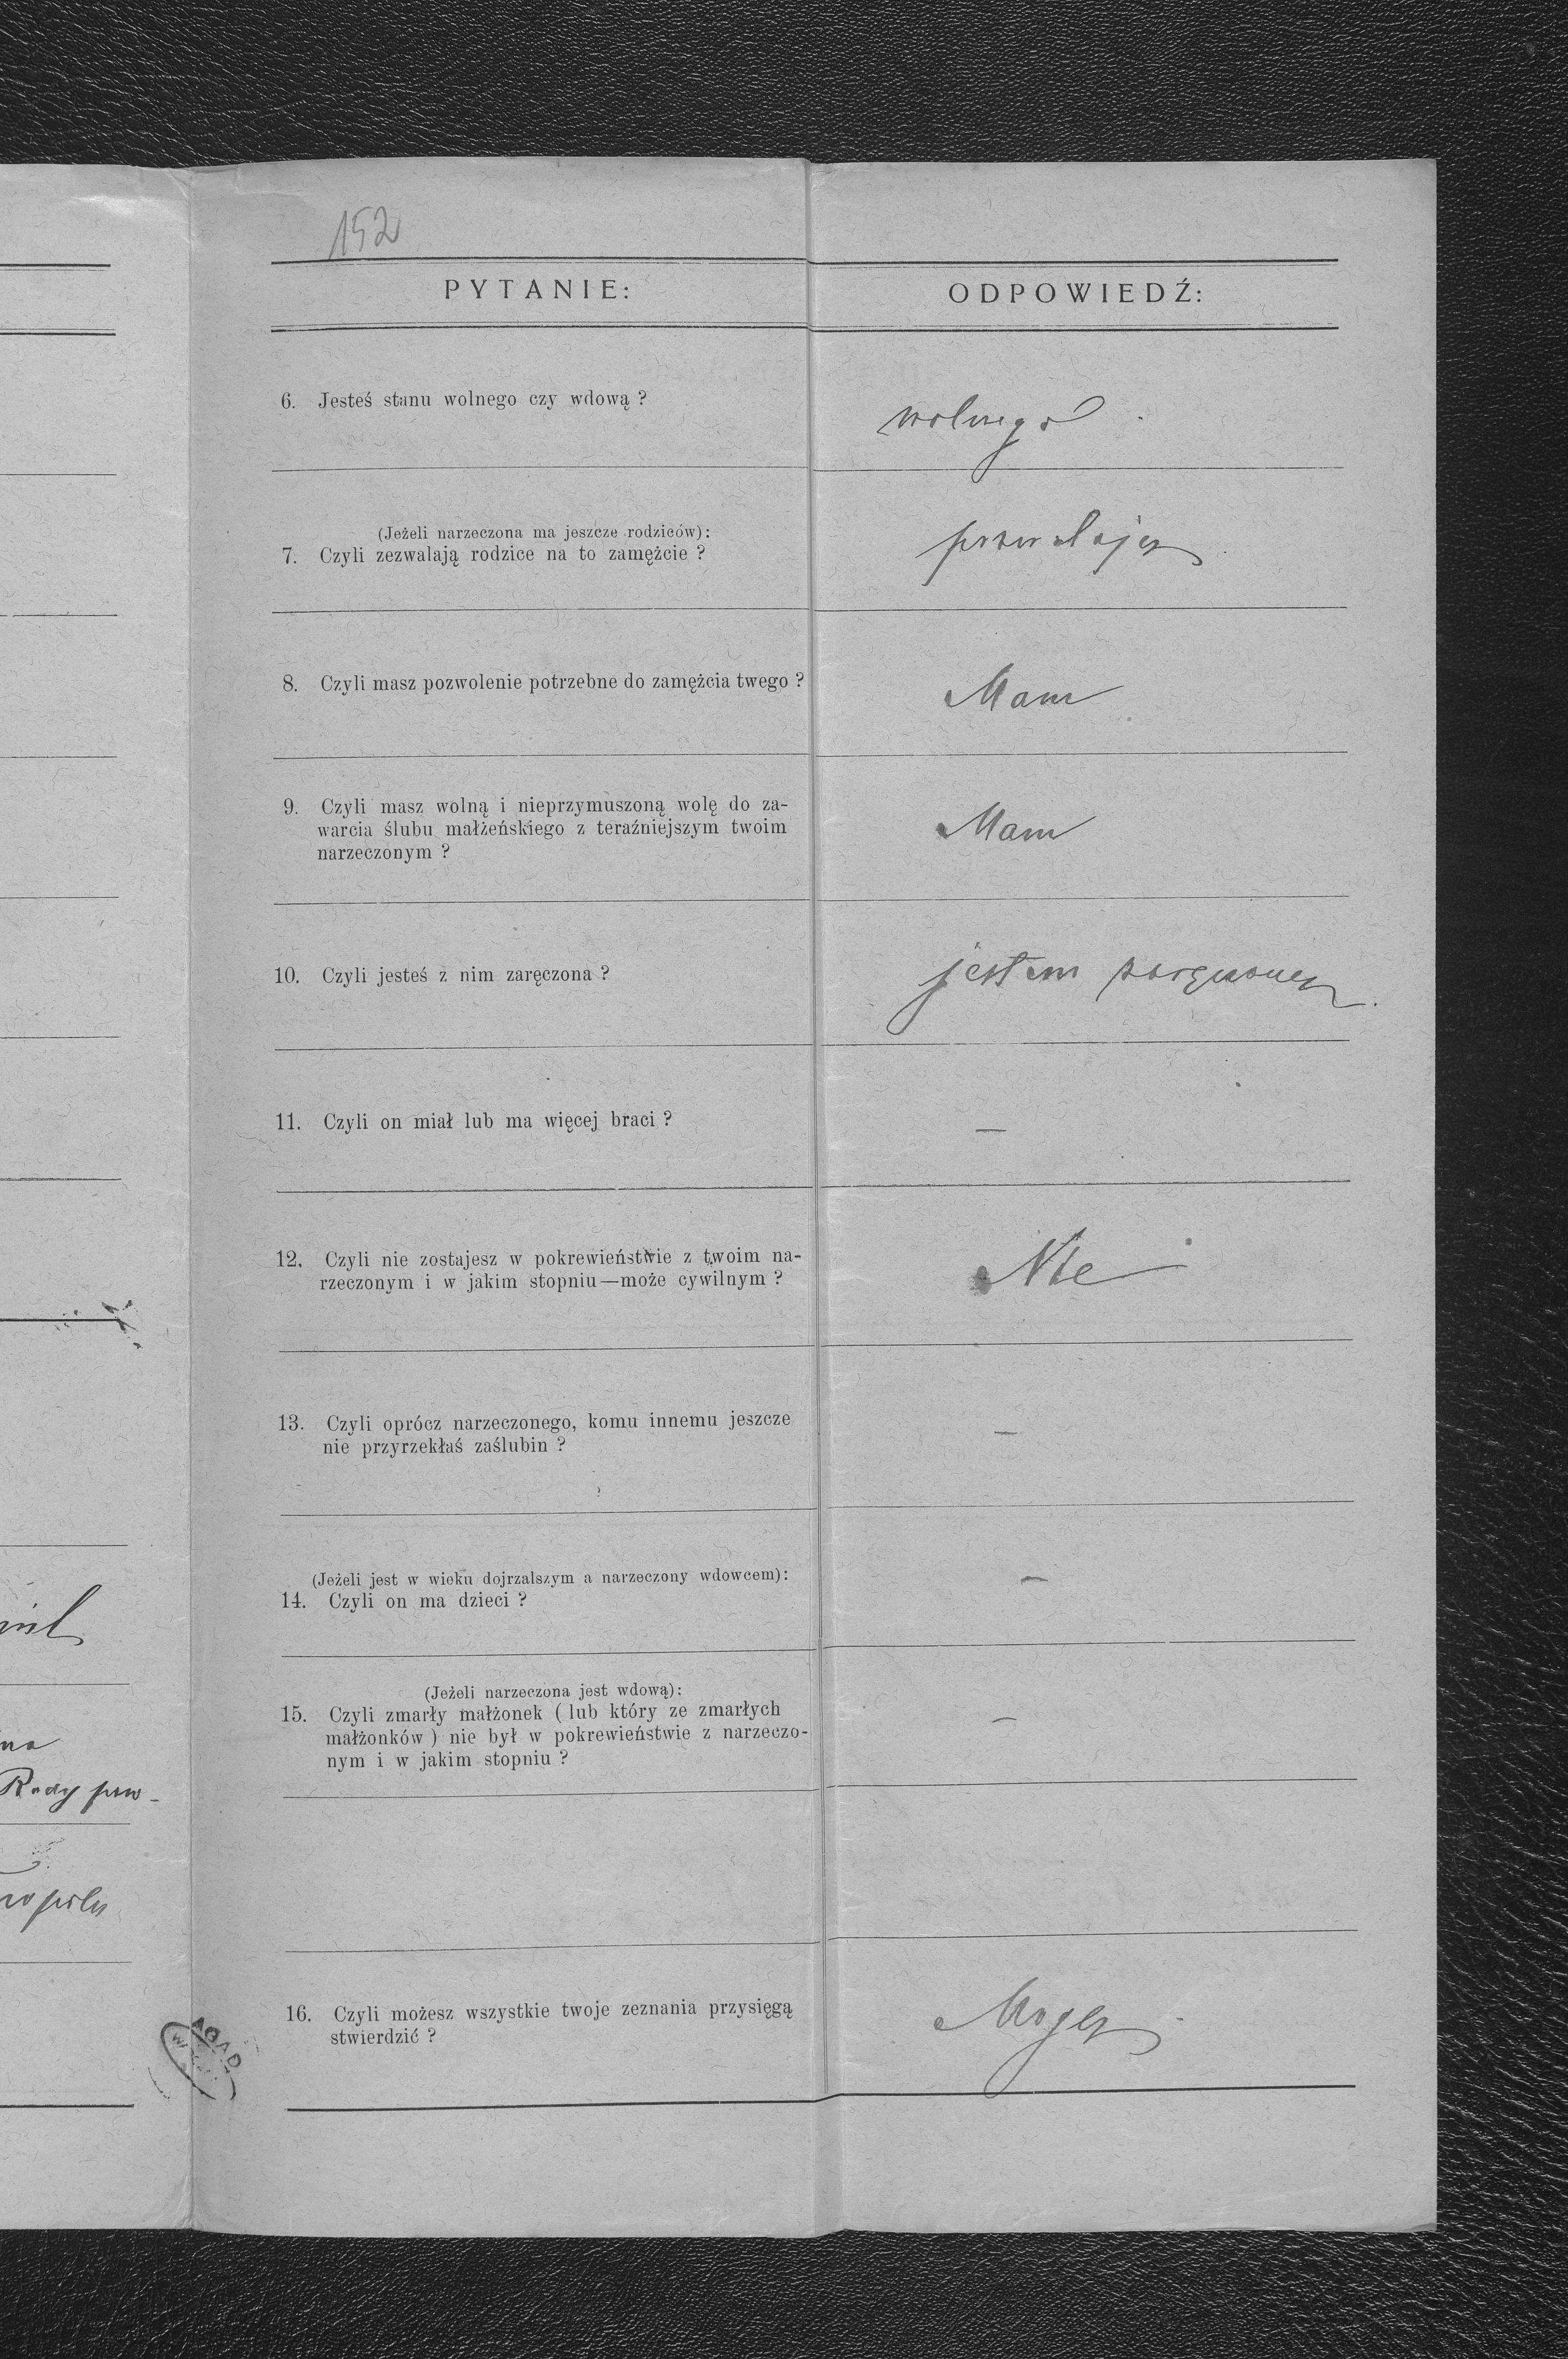 152
PYTANIE:
ODPOWIEDŹ:
6. Jesteś stanu wolnego czy wdową ?
wolnego
(Jeżeli narzeczona ma jeszcze rodziców):
7. Czyli zezwalają rodzice na to zamężcie ?
8. Czyli masz pozwolenie potrzebne do zamężcia twego ?
Mam
9. Czyli masz wolną i nieprzymuszoną wolę do za-
warcia ślubu małżeńskiego z teraźniejszym twoim
narzeczonym ?
Mam
10. Czyli jesteś z nim zaręczona ?
jestem
11. Czyli on miał lub ma więcej braci ?
—
12. Czyli nie zostajesz w pokrewieństwie z twoim na-
rzeczonym i w jakim stopniu—może cywilnym ?
Nie
13. Czyli oprócz narzeczonego, komu innemu jeszcze
nie przyrzekłaś zaślubin ?
—
(Jeżeli jest w wieku dojrzalszym a narzeczony wdowcem):
14. Czyli on ma dzieci ?
—
(Jeżeli narzeczona jest wdową):
15. Czyli zmarły małżonek ( lub który ze zmarłych
małżonków ) nie był w pokrewieństwie z narzeczo-
nym i w jakim stopniu ?
—
16. Czyli możesz wszystkie twoje zeznania przysięgą
stwierdzić ?
Mogę
AGAD